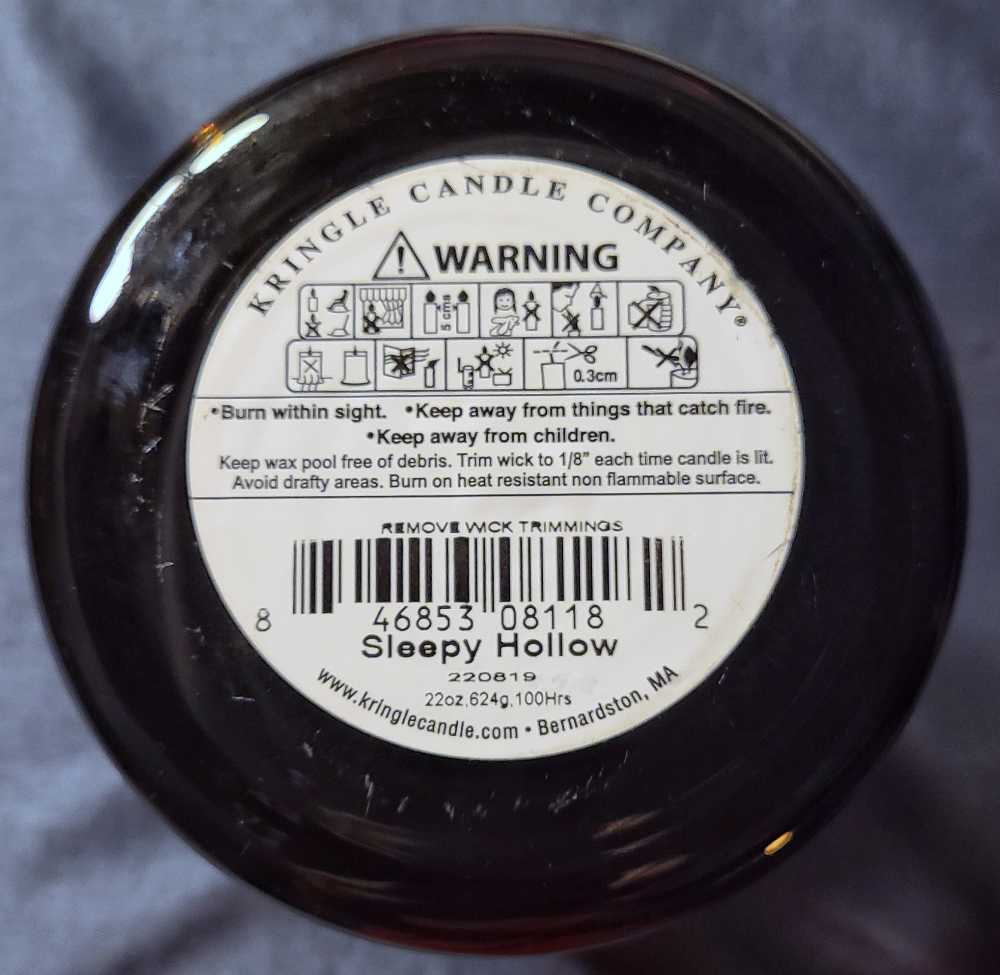 KRINGLE CANDLE COMPANY®
WARNING
5 cms
0.3cm
•Burn within sight. •Keep away from things that catch fire.
•Keep away from children.
Keep wax pool free of debris. Trim wick to 1/8" each time candle is lit.
Avoid drafty areas. Burn on heat resistant non flammable surface.
REMOVE WICK TRIMMINGS
8 46853 08118 2
Sleepy Hollow
220819
22oz,624g,100Hrs
www.kringlecandle.com • Bernardston, MA